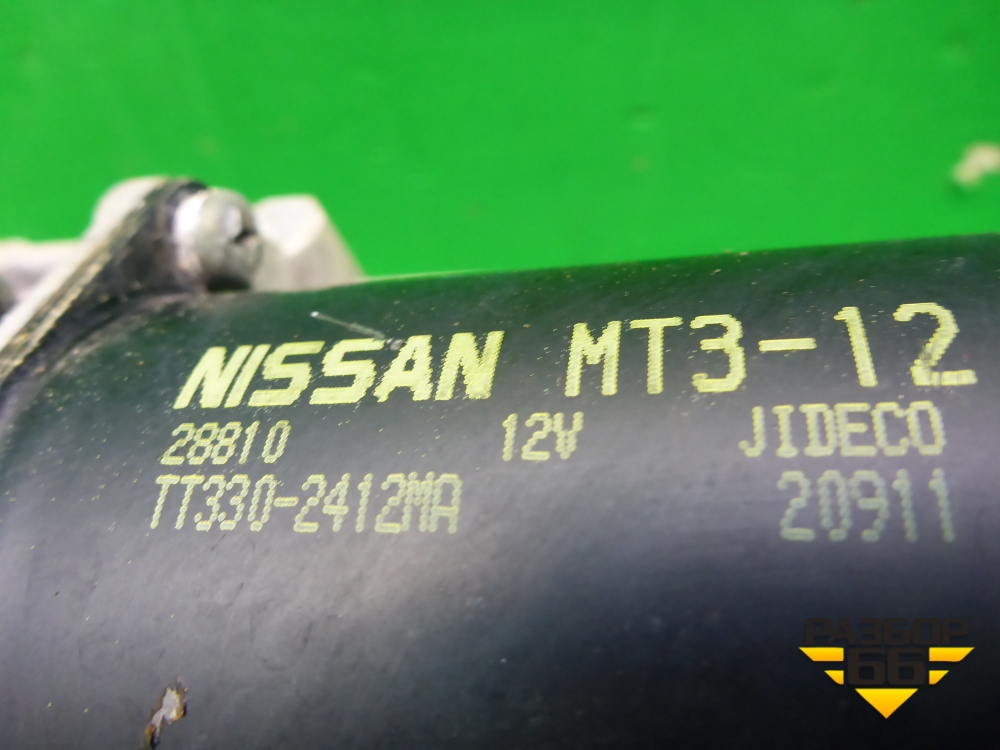 NISSAN MT3-12
28810 12V JIDECO
TT330-2412MA 20911
РАЗБОР
66